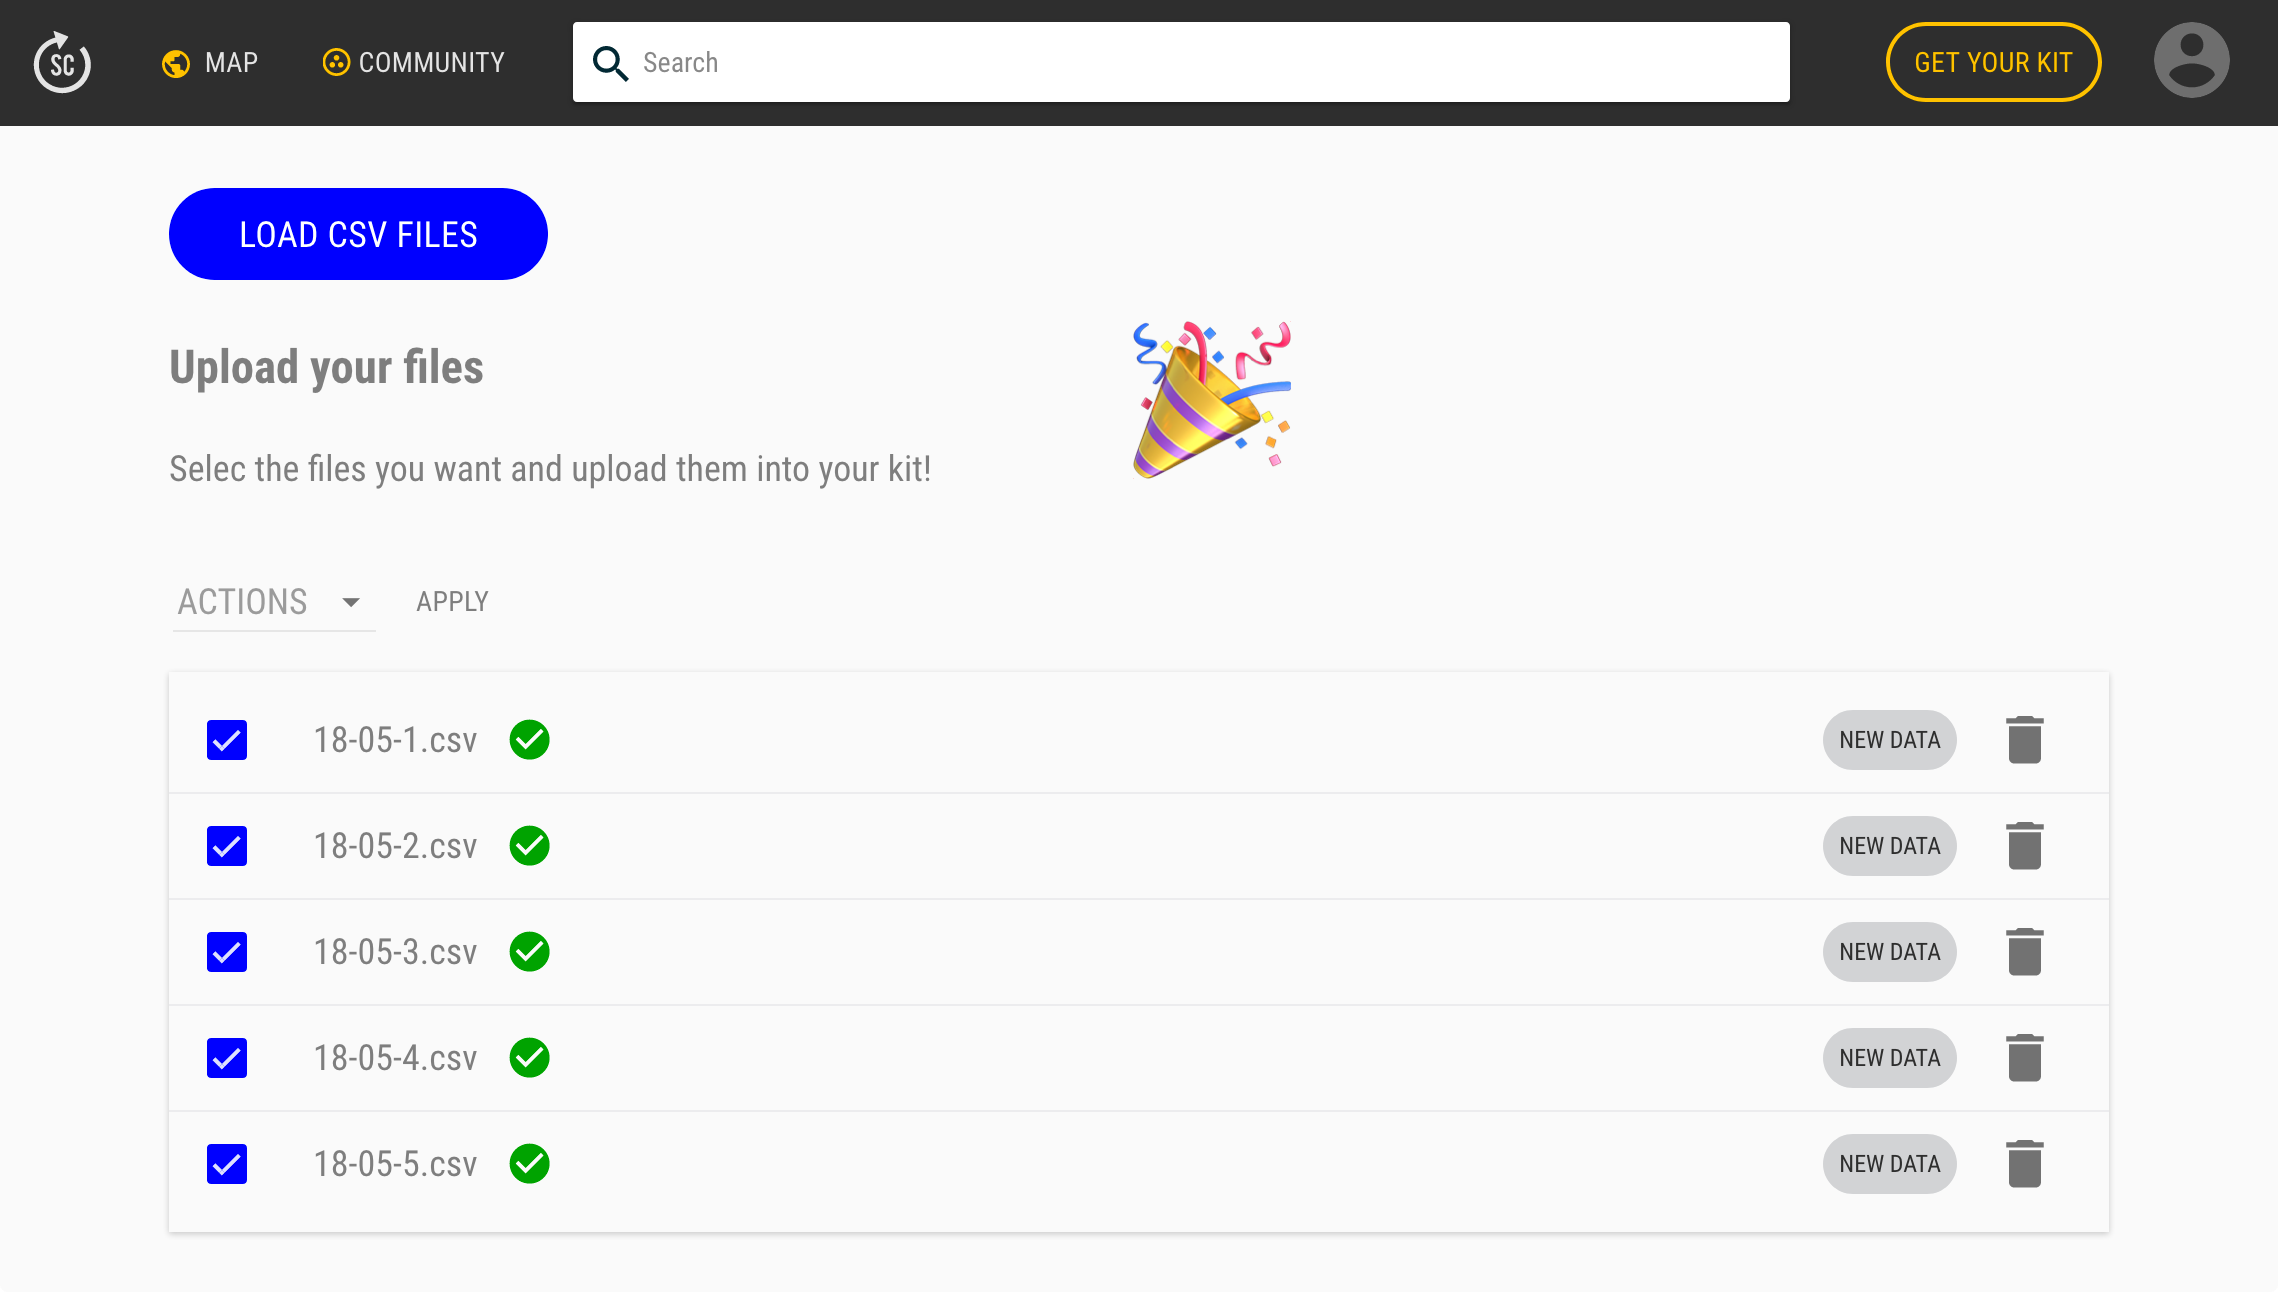 SC
MAP
COMMUNITY
Search
GET YOUR KIT
LOAD CSV FILES
Upload your files
Selec the files you want and upload them into your kit!
ACTIONS
APPLY
18-05-1.csv
NEW DATA
18-05-2.csv
NEW DATA
18-05-3.csv
NEW DATA
18-05-4.csv
NEW DATA
18-05-5.csv
NEW DATA